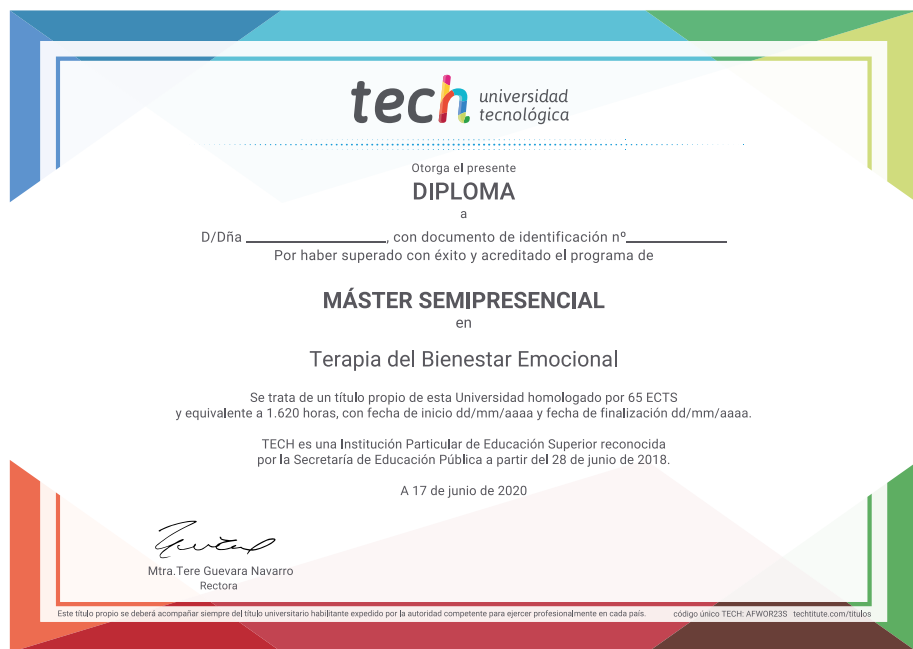 tech universidad
tecnológica
Otorga el presente
DIPLOMA
a
D/Dña ________________, con documento de identificación nº____________
Por haber superado con éxito y acreditado el programa de
MÁSTER SEMIPRESENCIAL
en
Terapia del Bienestar Emocional
Se trata de un título propio de esta Universidad homologado por 65 ECTS
y equivalente a 1.620 horas, con fecha de inicio dd/mm/aaaa y fecha de finalización dd/mm/aaaa.
TECH es una Institución Particular de Educación Superior reconocida
por la Secretaría de Educación Pública a partir del 28 de junio de 2018.
A 17 de junio de 2020
Mtra.Tere Guevara Navarro
Rectora
Este título propio se deberá acompañar siempre del título universitario habilitante expedido por la autoridad competente para ejercer profesionalmente en cada país. código único TECH: AFWOR23S techtitute.com/titulos